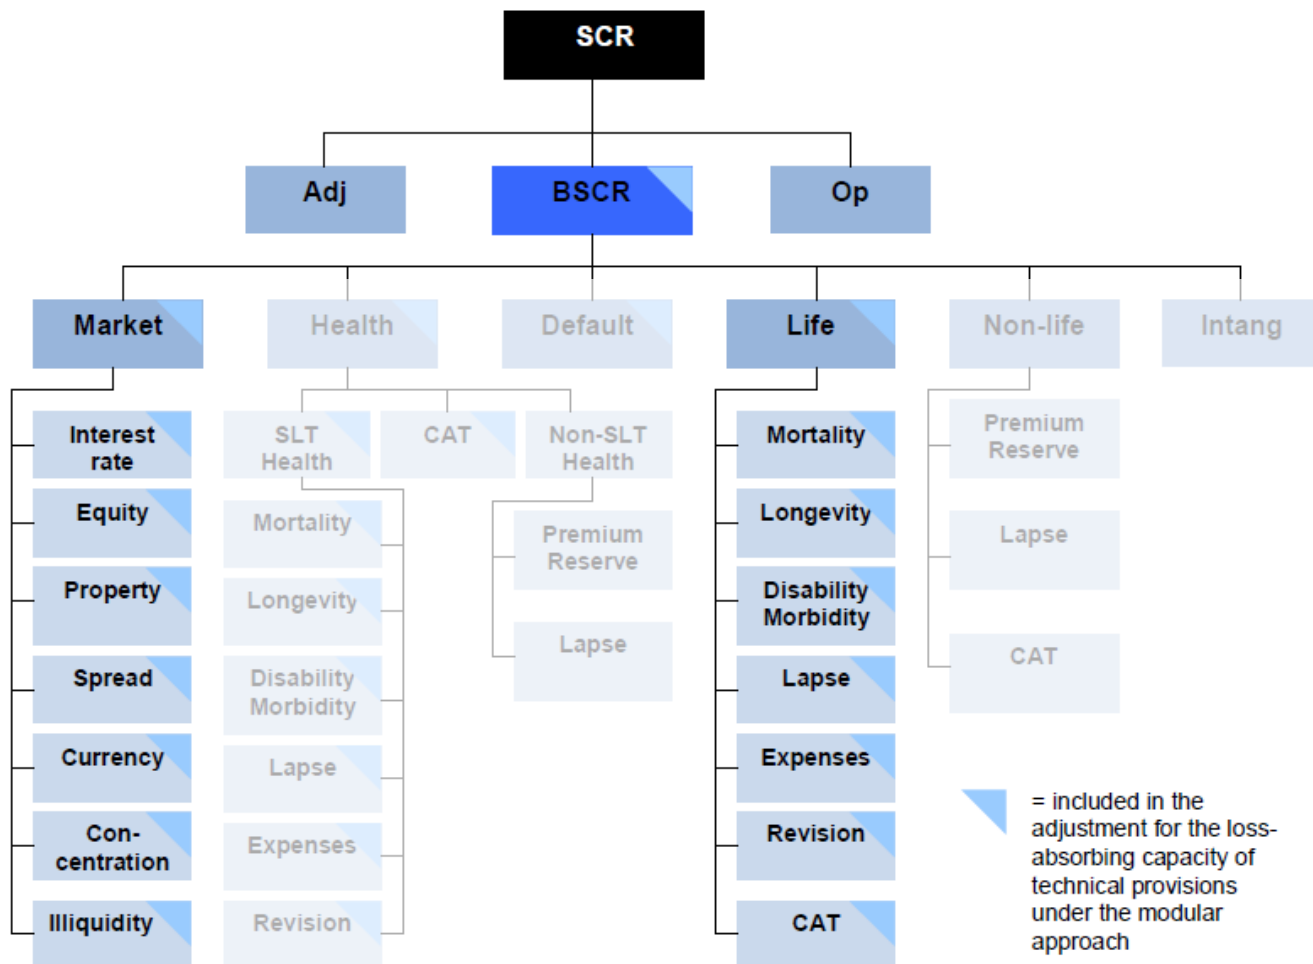 SCR
Adj
BSCR
Op
Market
Health
Default
Life
Non-life
Intang
Interest
rate
Equity
Property
Spread
Currency
Con-
centration
Illiquidity
SLT
Health
CAT
Non-SLT
Health
Mortality
Longevity
Disability
Morbidity
Lapse
Expenses
Revision
Premium
Reserve
Lapse
Mortality
Longevity
Disability
Morbidity
Lapse
Expenses
Revision
CAT
Premium
Reserve
Lapse
CAT
= included in the
adjustment for the loss-
absorbing capacity of
technical provisions
under the modular
approach